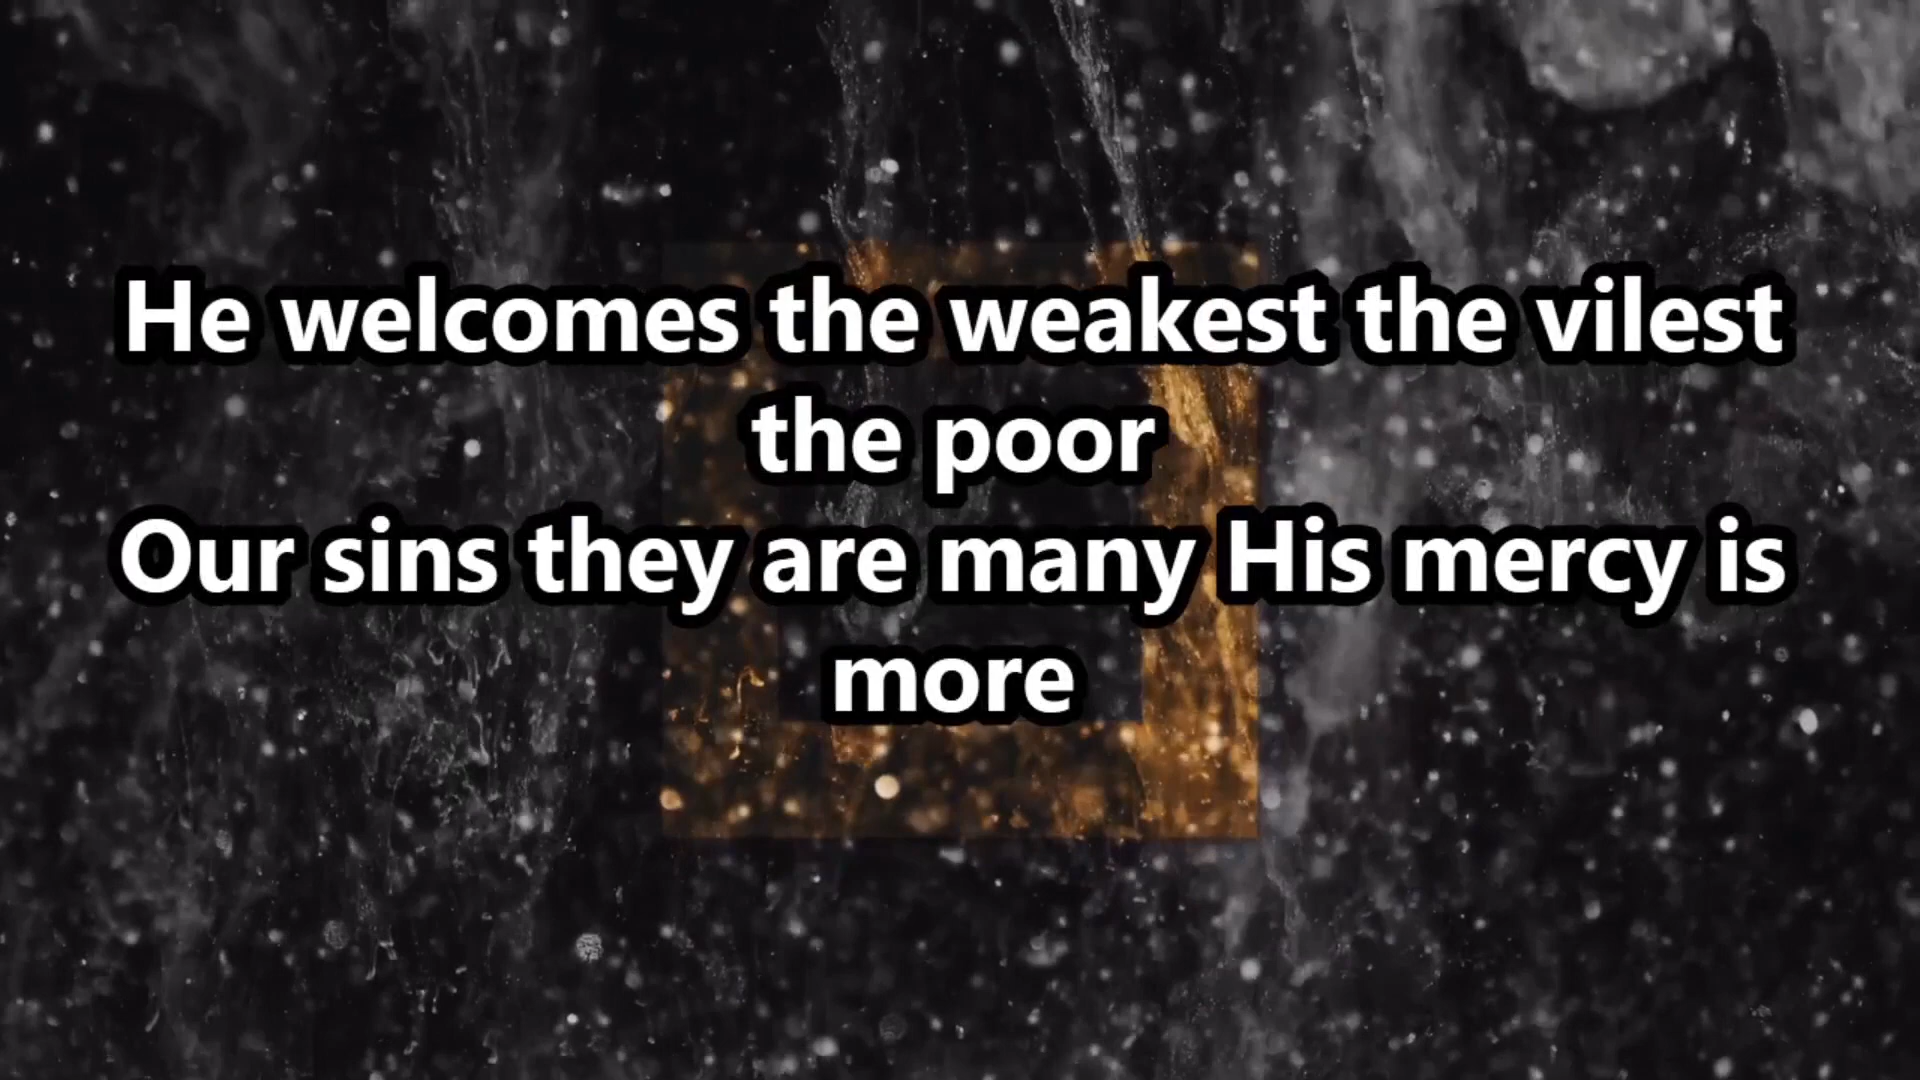 He welcomes the weakest the vilest
the poor
Our sins they are many His mercy is
more